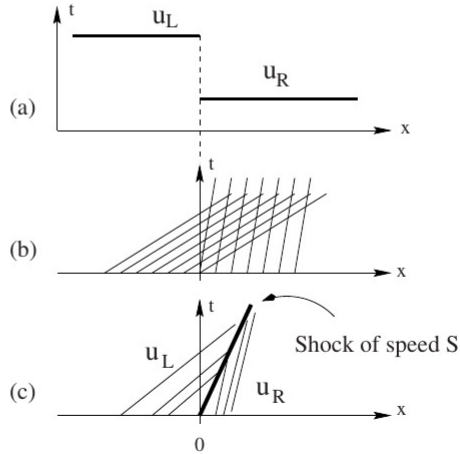 t
u_L
u_R
(a)
x
t
(b)
x
t
Shock of speed S
u_L
u_R
(c)
x
0